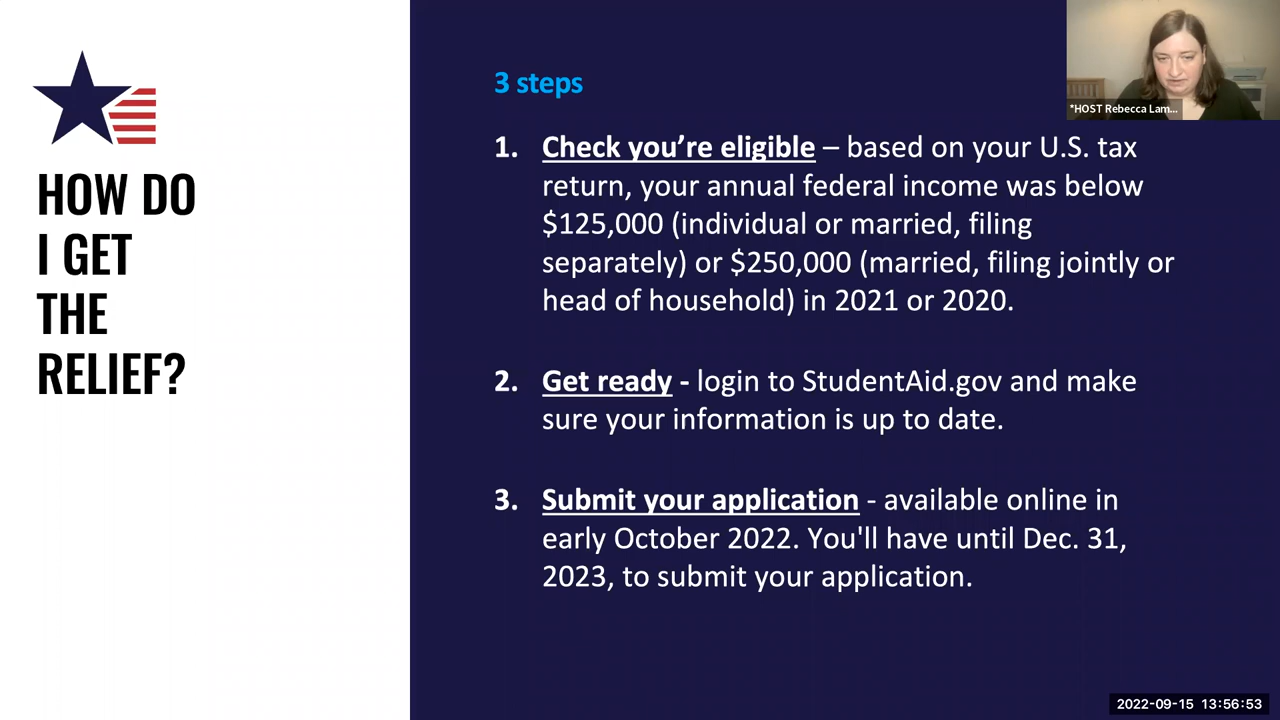 HOW DO
I GET
THE
RELIEF?
3 steps
1. Check you're eligible – based on your U.S. tax
return, your annual federal income was below
$125,000 (individual or married, filing
separately) or $250,000 (married, filing jointly or
head of household) in 2021 or 2020.
2. Get ready - login to StudentAid.gov and make
sure your information is up to date.
3. Submit your application - available online in
early October 2022. You'll have until Dec. 31,
2023, to submit your application.
*HOST Rebecca Lam...
2022-09-15 13:56:53